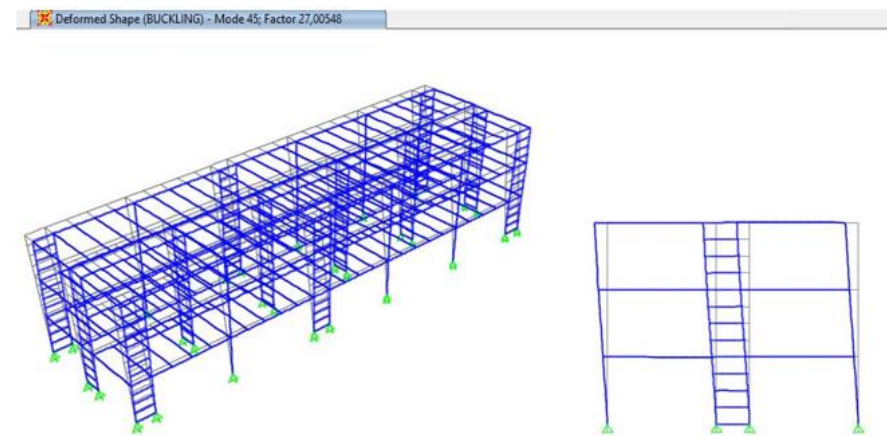 Deformed Shape (BUCKLING) - Mode 45; Factor 27,00548